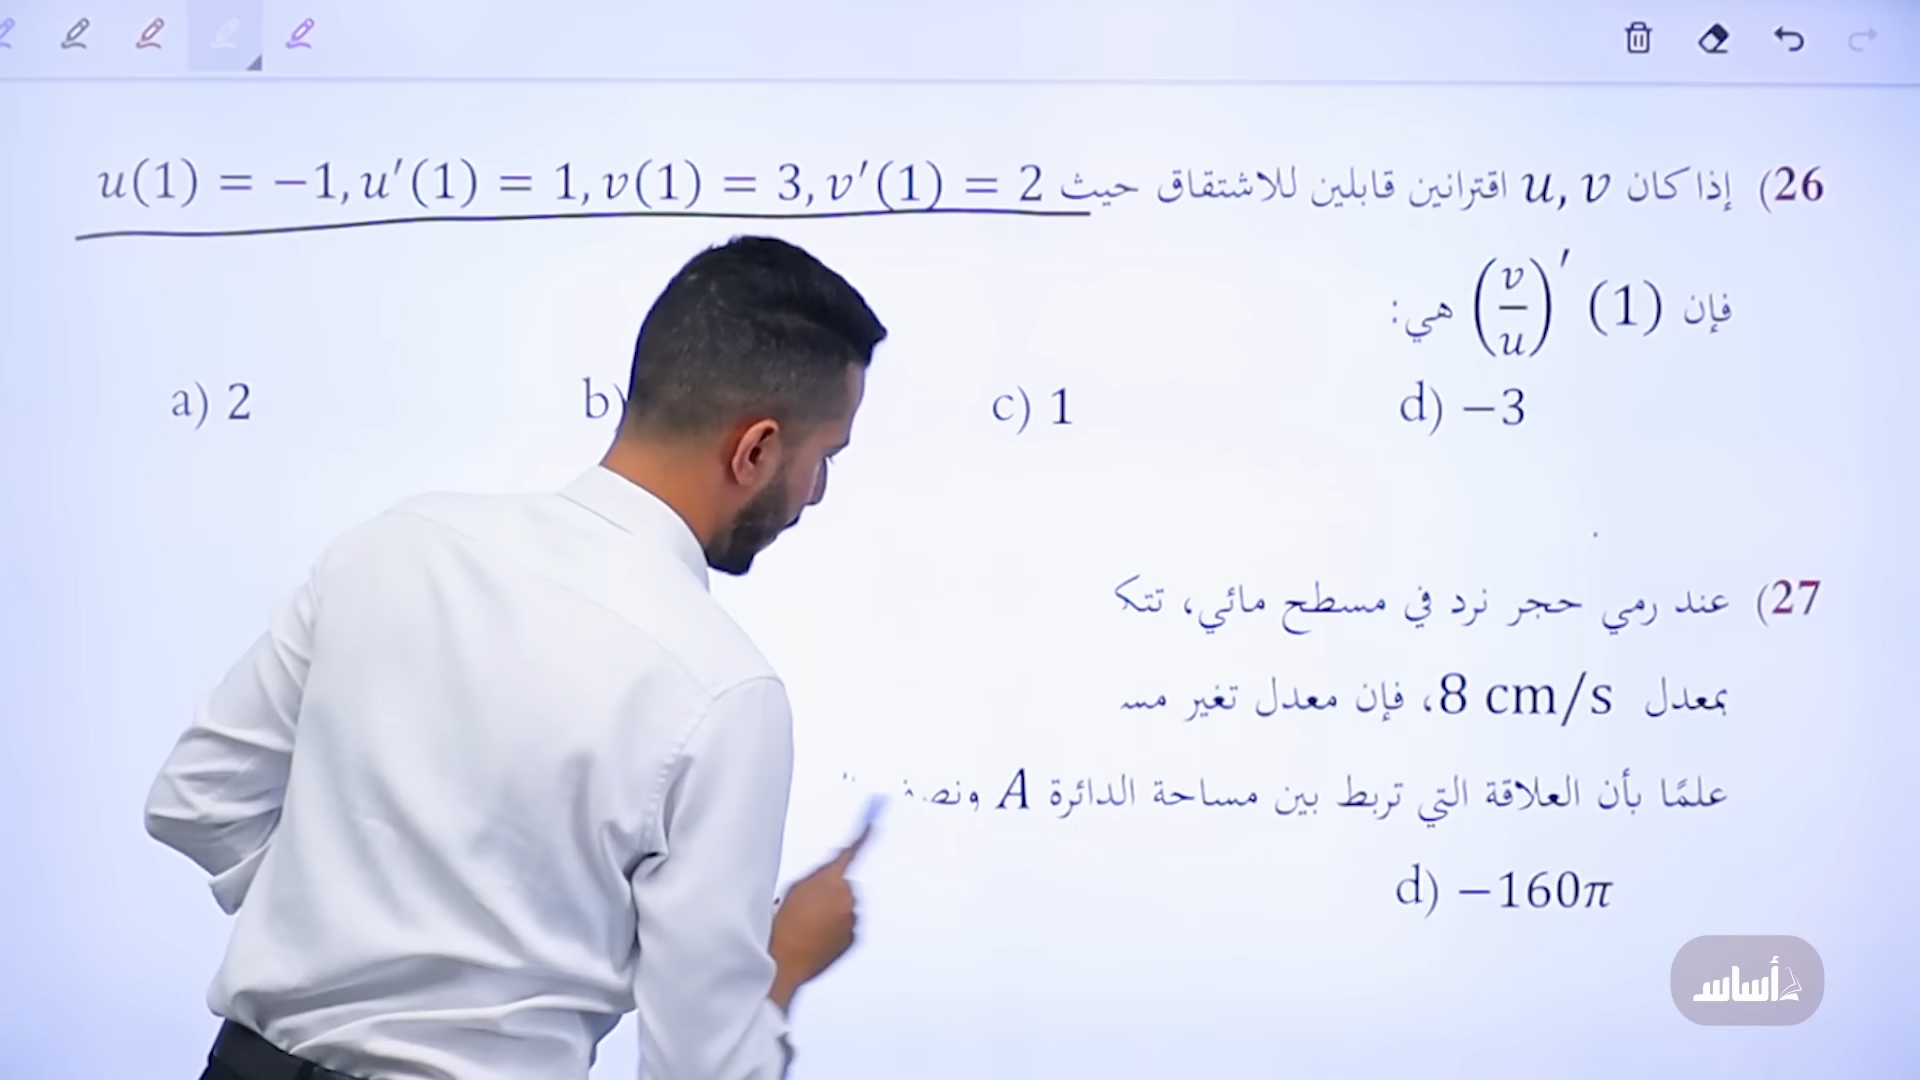 26) إذا كان u, v اقترانين قابلين للاشتقاق حيث u(1) = −1, u′(1) = 1, v(1) = 3, v′(1) = 2
فإن (v/u)′ (1) هي:
a) 2 b) c) 1 d) −3
27) عند رمي حجر نرد في مسطح مائي،
بمعدل 8 cm/s، فإن معدل تغير
علمًا بأن العلاقة التي تربط بين مساحة الدائرة A
d) −160π
أساس